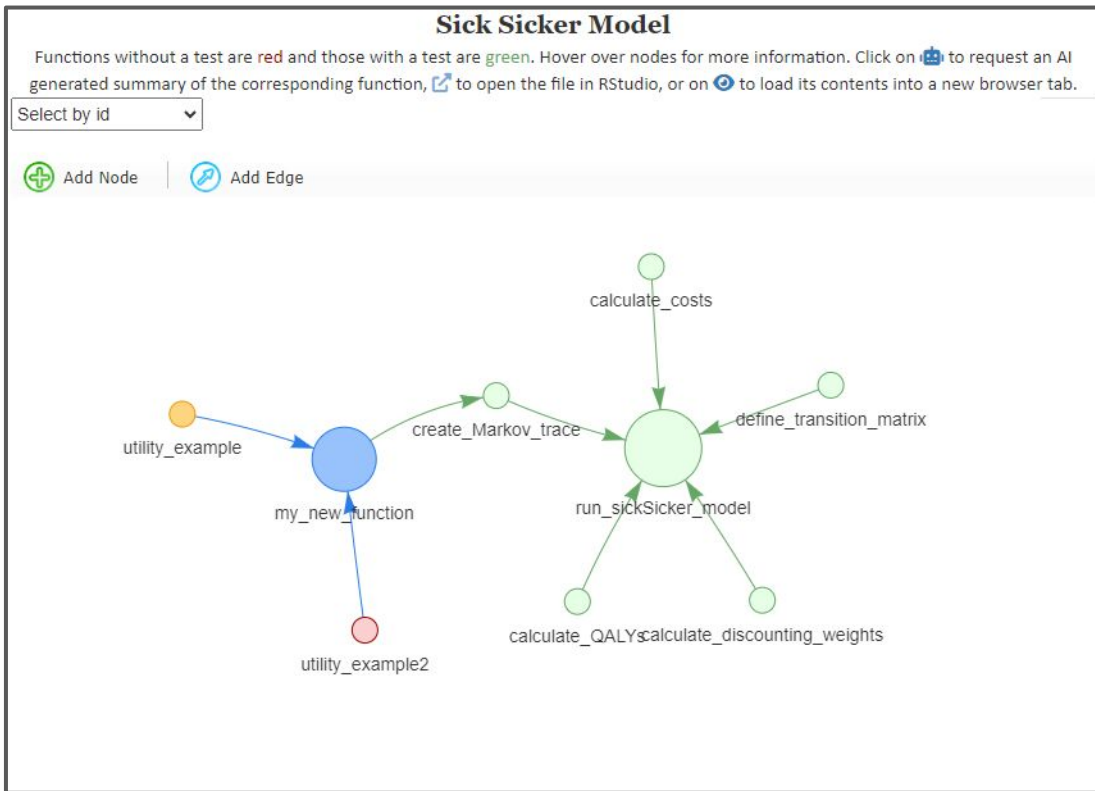 Sick Sicker Model
Functions without a test are red and those with a test are green. Hover over nodes for more information. Click on to request an AI
generated summary of the corresponding function, to open the file in RStudio, or on to load its contents into a new browser tab.
Select by id
Add Node
Add Edge
calculate_costs
define_transition_matrix
create_Markov_trace
utility_example
my_new_function
run_sickSicker_model
calculate_QALYs
calculate_discounting_weights
utility_example2